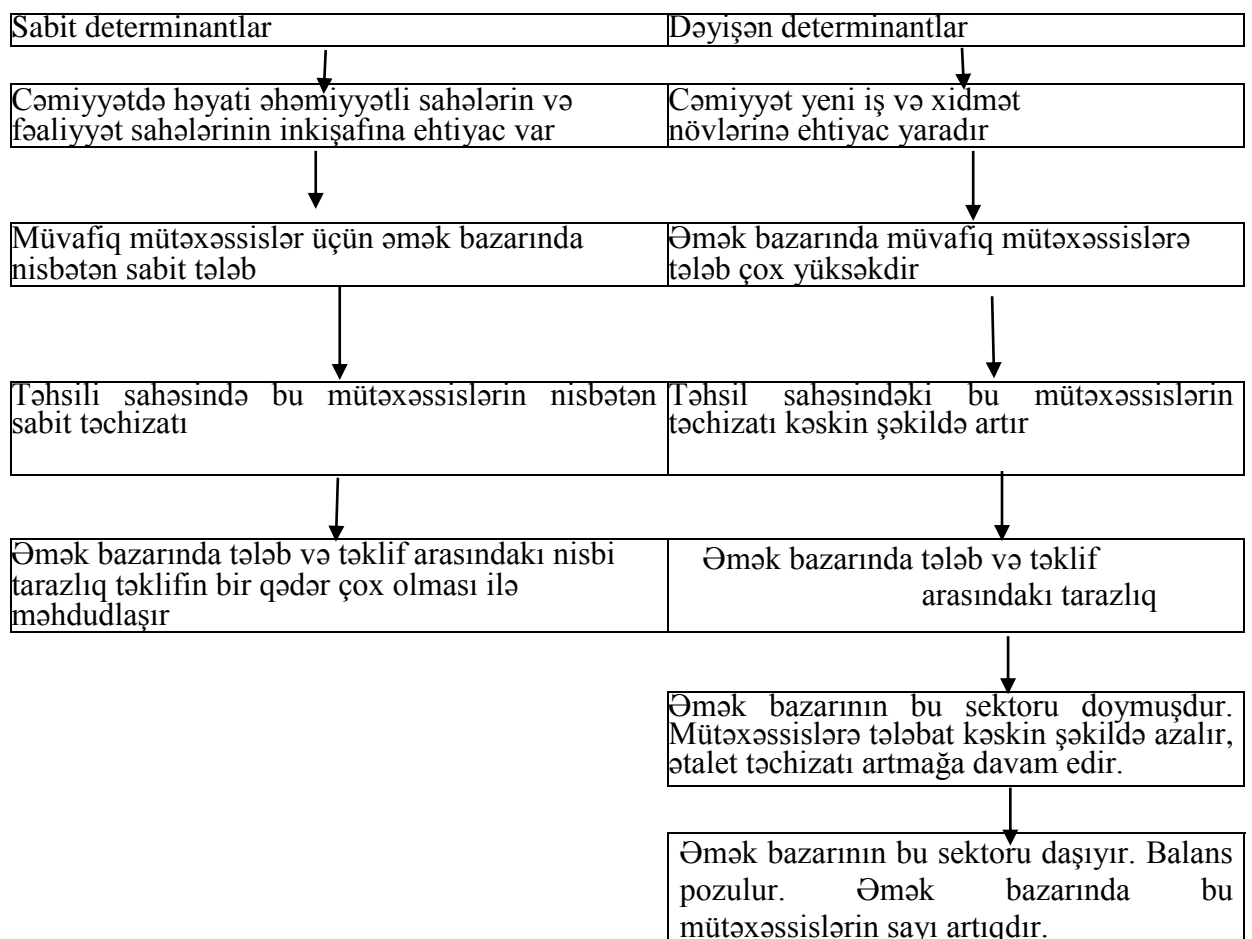 Sabit determinantlar
Dəyişən determinantlar
Cəmiyyətdə həyati əhəmiyyətli sahələrin və
fəaliyyət sahələrinin inkişafına ehtiyac var
Cəmiyyət yeni iş və xidmət
növlərinə ehtiyac yaradır
Müvafiq mütəxəssislər üçün əmək bazarında
nisbətən sabit tələb
Əmək bazarında müvafiq mütəxəssislərə
tələb çox yüksəkdir
Təhsili sahəsində bu mütəxəssislərin nisbətən
sabit təchizatı
Təhsil sahəsindəki bu mütəxəssislərin
təchizatı kəskin şəkildə artır
Əmək bazarında tələb və təklif arasındakı nisbi
tarazlıq təklifin bir qədər çox olması ilə
məhdudlaşır
Əmək bazarında tələb və təklif
arasındakı tarazlıq
Əmək bazarının bu sektoru doymuşdur.
Mütəxəssislərə tələbat kəskin şəkildə azalır,
ətalet təchizatı artmağa davam edir.
Əmək bazarının bu sektoru daşıyır. Balans
pozulur. Əmək bazarında bu
mütəxəssislərin sayı artıqdır.